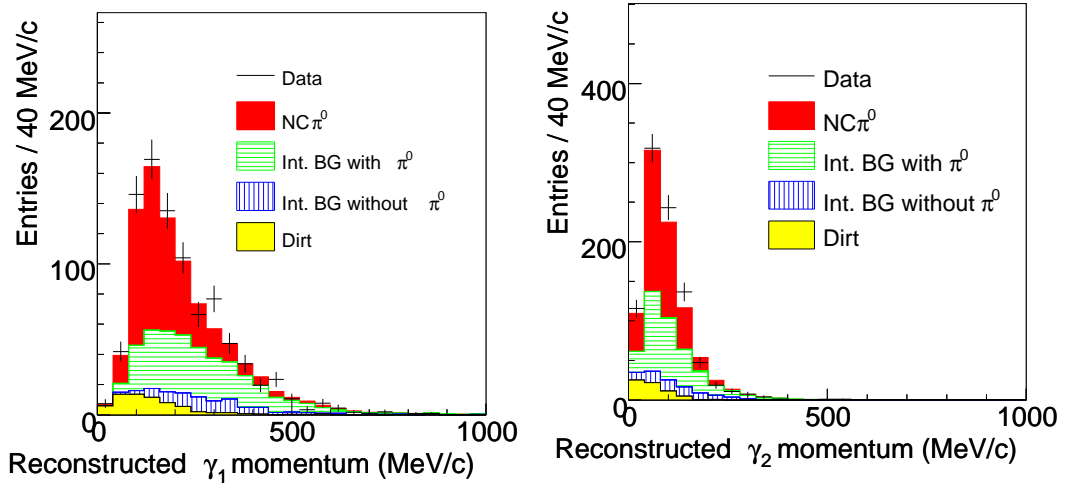 Entries / 40 MeV/c
200
100
0
0
500
1000
Data
NCπ⁰
Int. BG with π⁰
Int. BG without π⁰
Dirt
Reconstructed γ₁ momentum (MeV/c)
Entries / 40 MeV/c
400
200
0
0
500
1000
Data
NCπ⁰
Int. BG with π⁰
Int. BG without π⁰
Dirt
Reconstructed γ₂ momentum (MeV/c)